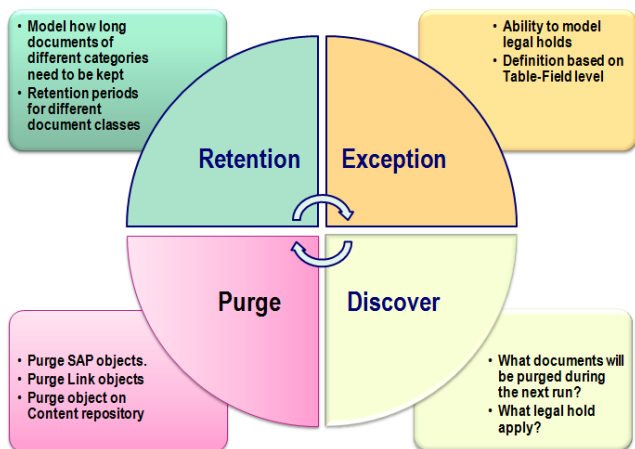 • Model how long
documents of
different categories
need to be kept
• Retention periods
for different
document classes
• Ability to model
legal holds
• Definition based on
Table-Field level
Retention
Exception
Purge
Discover
• Purge SAP objects.
• Purge Link objects
• Purge object on
Content repository
• What documents will
be purged during
the next run?
• What legal hold
apply?